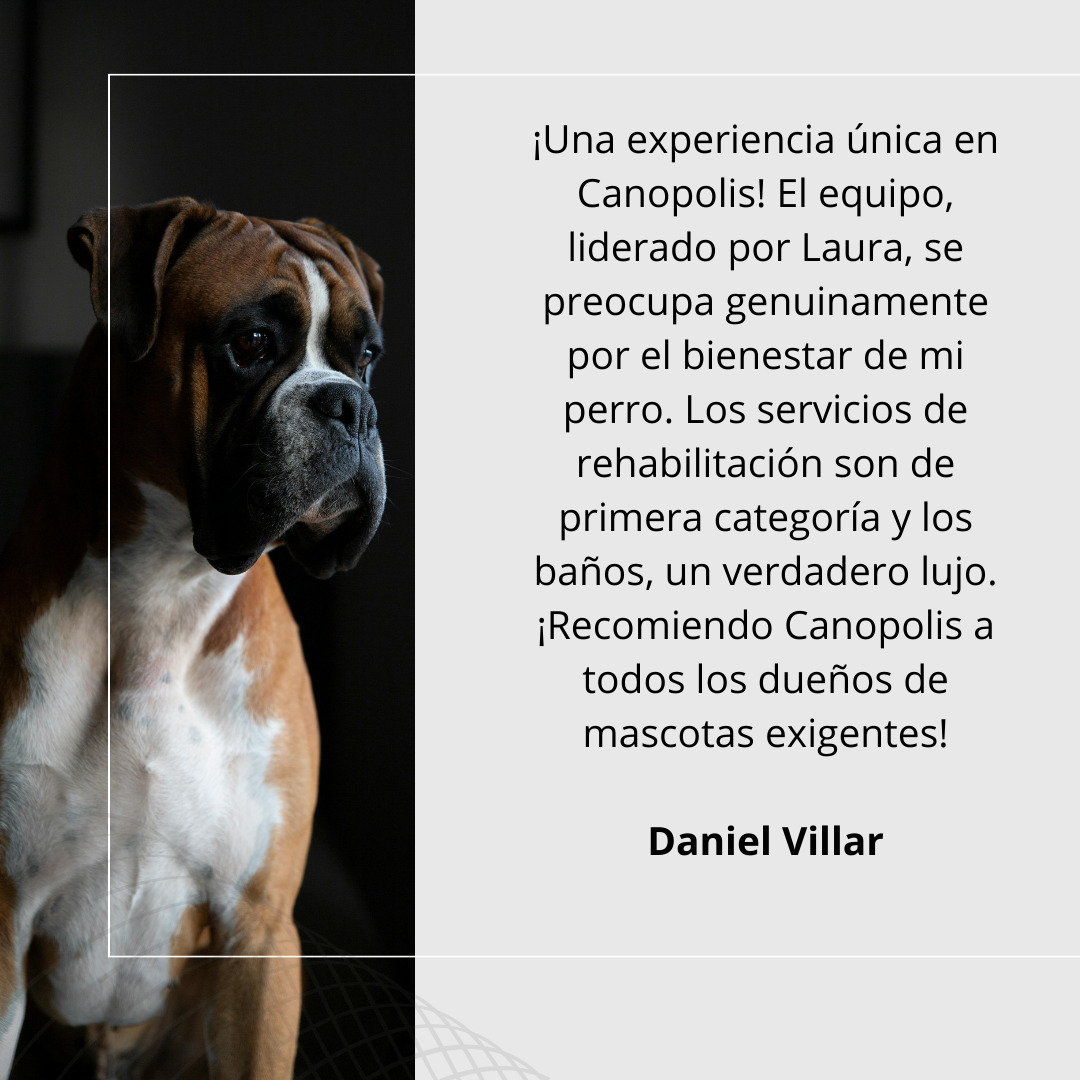 ¡Una experiencia única en
Canopolis! El equipo,
liderado por Laura, se
preocupa genuinamente
por el bienestar de mi
perro. Los servicios de
rehabilitación son de
primera categoría y los
baños, un verdadero lujo.
¡Recomiendo Canopolis a
todos los dueños de
mascotas exigentes!
Daniel Villar